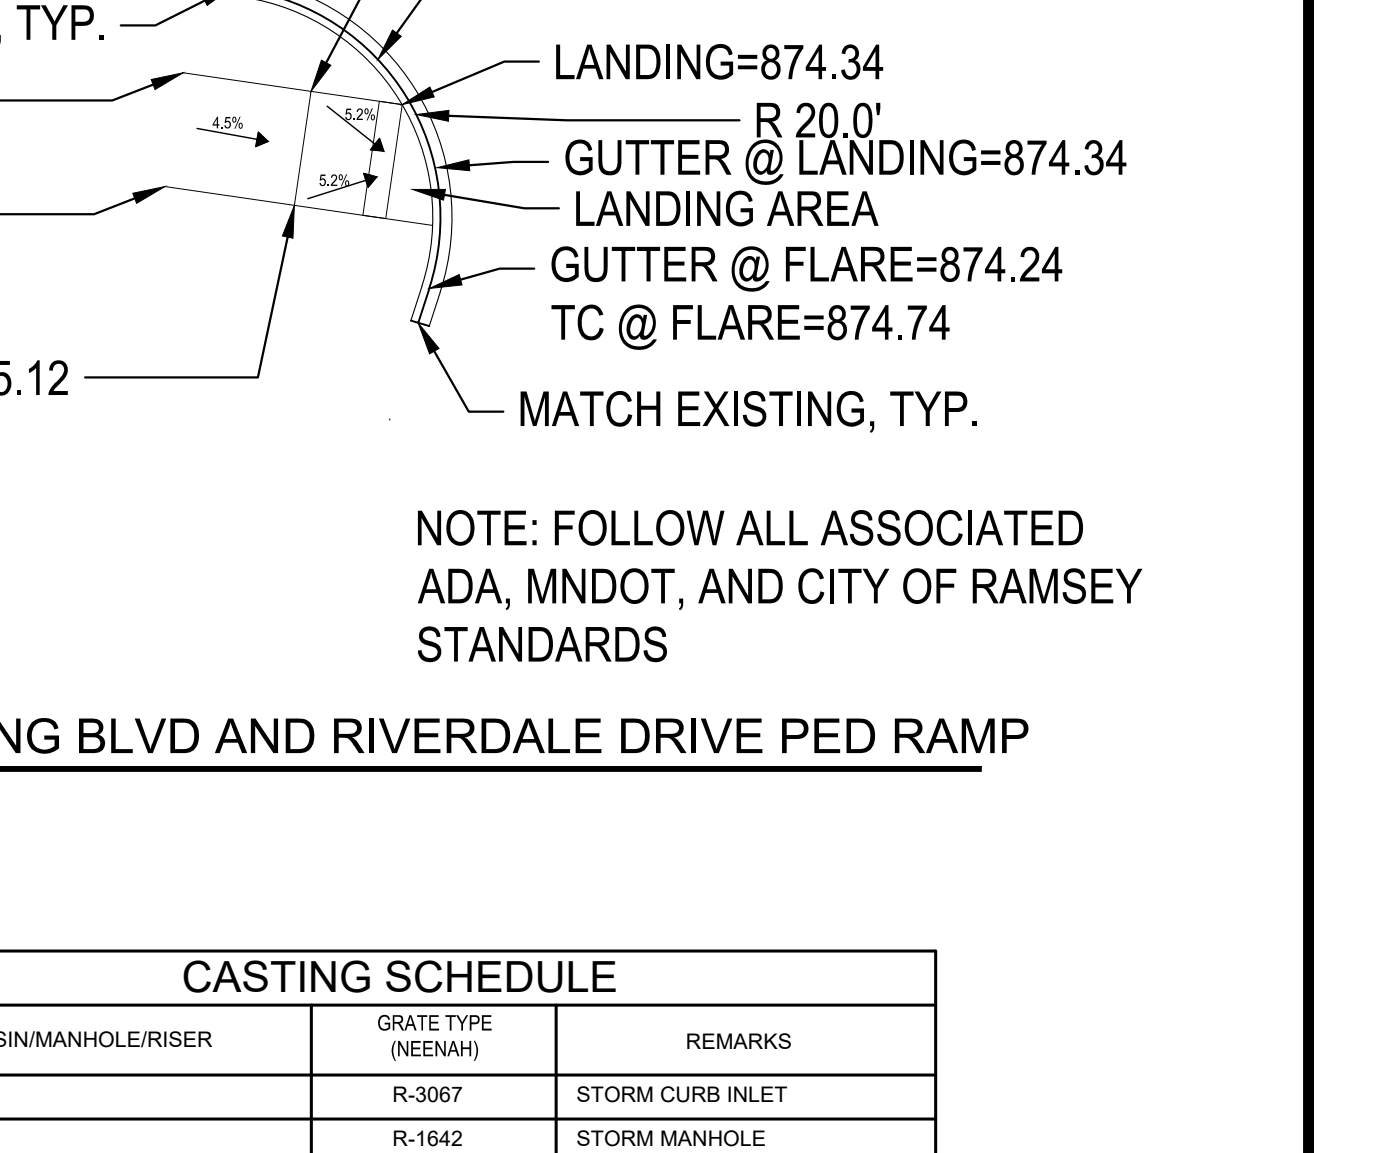 , TYP.
LANDING=874.34
R 20.0'
4.5%
5.2%
GUTTER @ LANDING=874.34
5.2%
LANDING AREA
GUTTER @ FLARE=874.24
TC @ FLARE=874.74
5.12
MATCH EXISTING, TYP.
NOTE: FOLLOW ALL ASSOCIATED
ADA, MNDOT, AND CITY OF RAMSEY
STANDARDS
NG BLVD AND RIVERDALE DRIVE PED RAMP
CASTING SCHEDULE
SIN/MANHOLE/RISER
GRATE TYPE
(NEENAH)
REMARKS
R-3067
STORM CURB INLET
R-1642
STORM MANHOLE